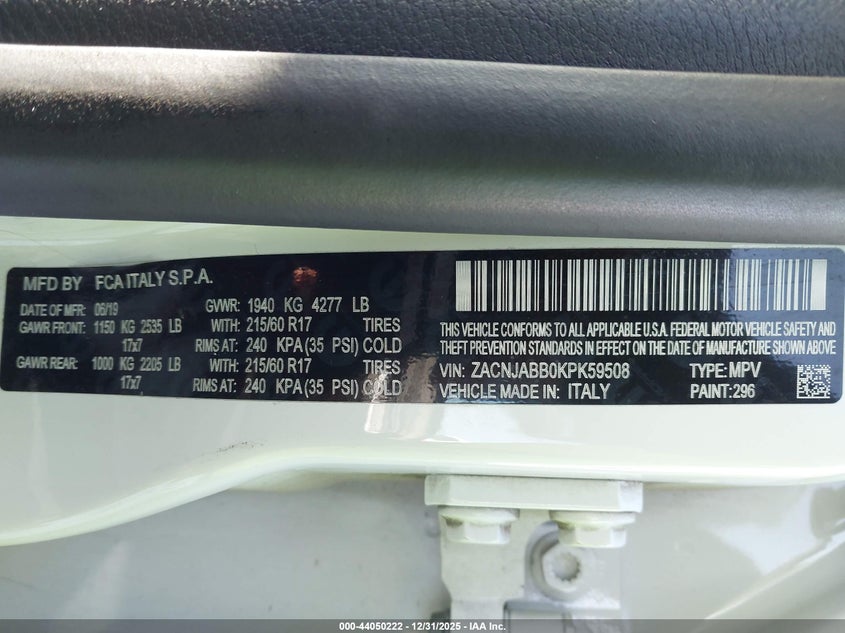 MFD BY FCA ITALY S.P.A.
DATE OF MFR: 06/19 GVWR: 1940 KG 4277 LB
GAWR FRONT: 1150 KG 2535 LB WITH: 215/60 R17 TIRES
17x7 RIMS AT: 240 KPA (35 PSI) COLD
GAWR REAR: 1000 KG 2205 LB WITH: 215/60 R17 TIRES
17x7 RIMS AT: 240 KPA (35 PSI) COLD
THIS VEHICLE CONFORMS TO ALL APPLICABLE U.S.A. FEDERAL MOTOR VEHICLE SAFETY AND
THEFT PREVENTION STANDARDS IN EFFECT ON THE DATE OF MANUFACTURE SHOWN ABOVE
VIN: ZACNJABB0KPK59508 TYPE: MPV
VEHICLE MADE IN: ITALY PAINT: 296
000-44050222 - 12/31/2025 - IAA Inc.